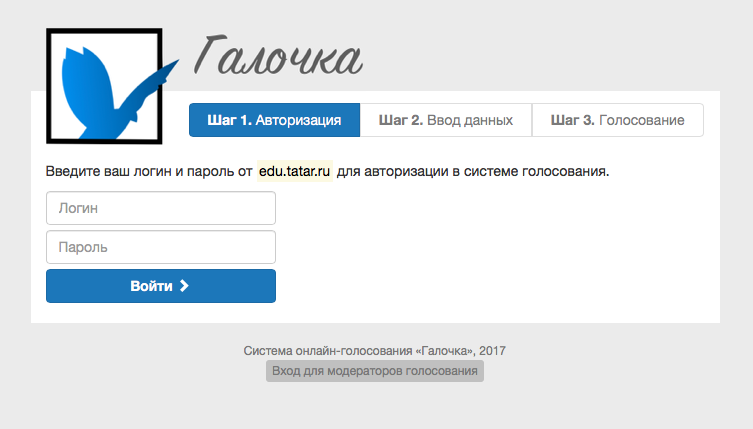 Галочка
Шаг 1. Авторизация
Шаг 2. Ввод данных
Шаг 3. Голосование
Введите ваш логин и пароль от edu.tatar.ru для авторизации в системе голосования.
Логин
Пароль
Войти
Система онлайн-голосования «Галочка», 2017
Вход для модераторов голосования